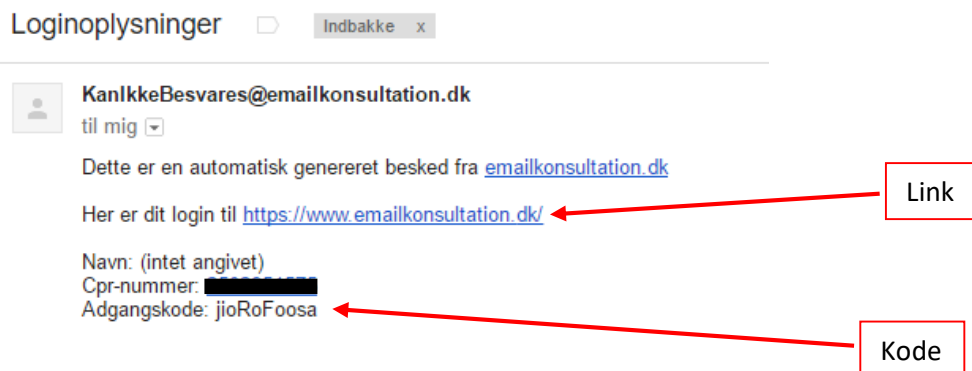 Loginoplysninger Indbakke x
KanIkkeBesvares@emailkonsultation.dk
til mig
Dette er en automatisk genereret besked fra emailkonsultation.dk
Her er dit login til https://www.emailkonsultation.dk/
Link
Navn: (intet angivet)
Cpr-nummer:
Adgangskode: jioRoFoosa
Kode